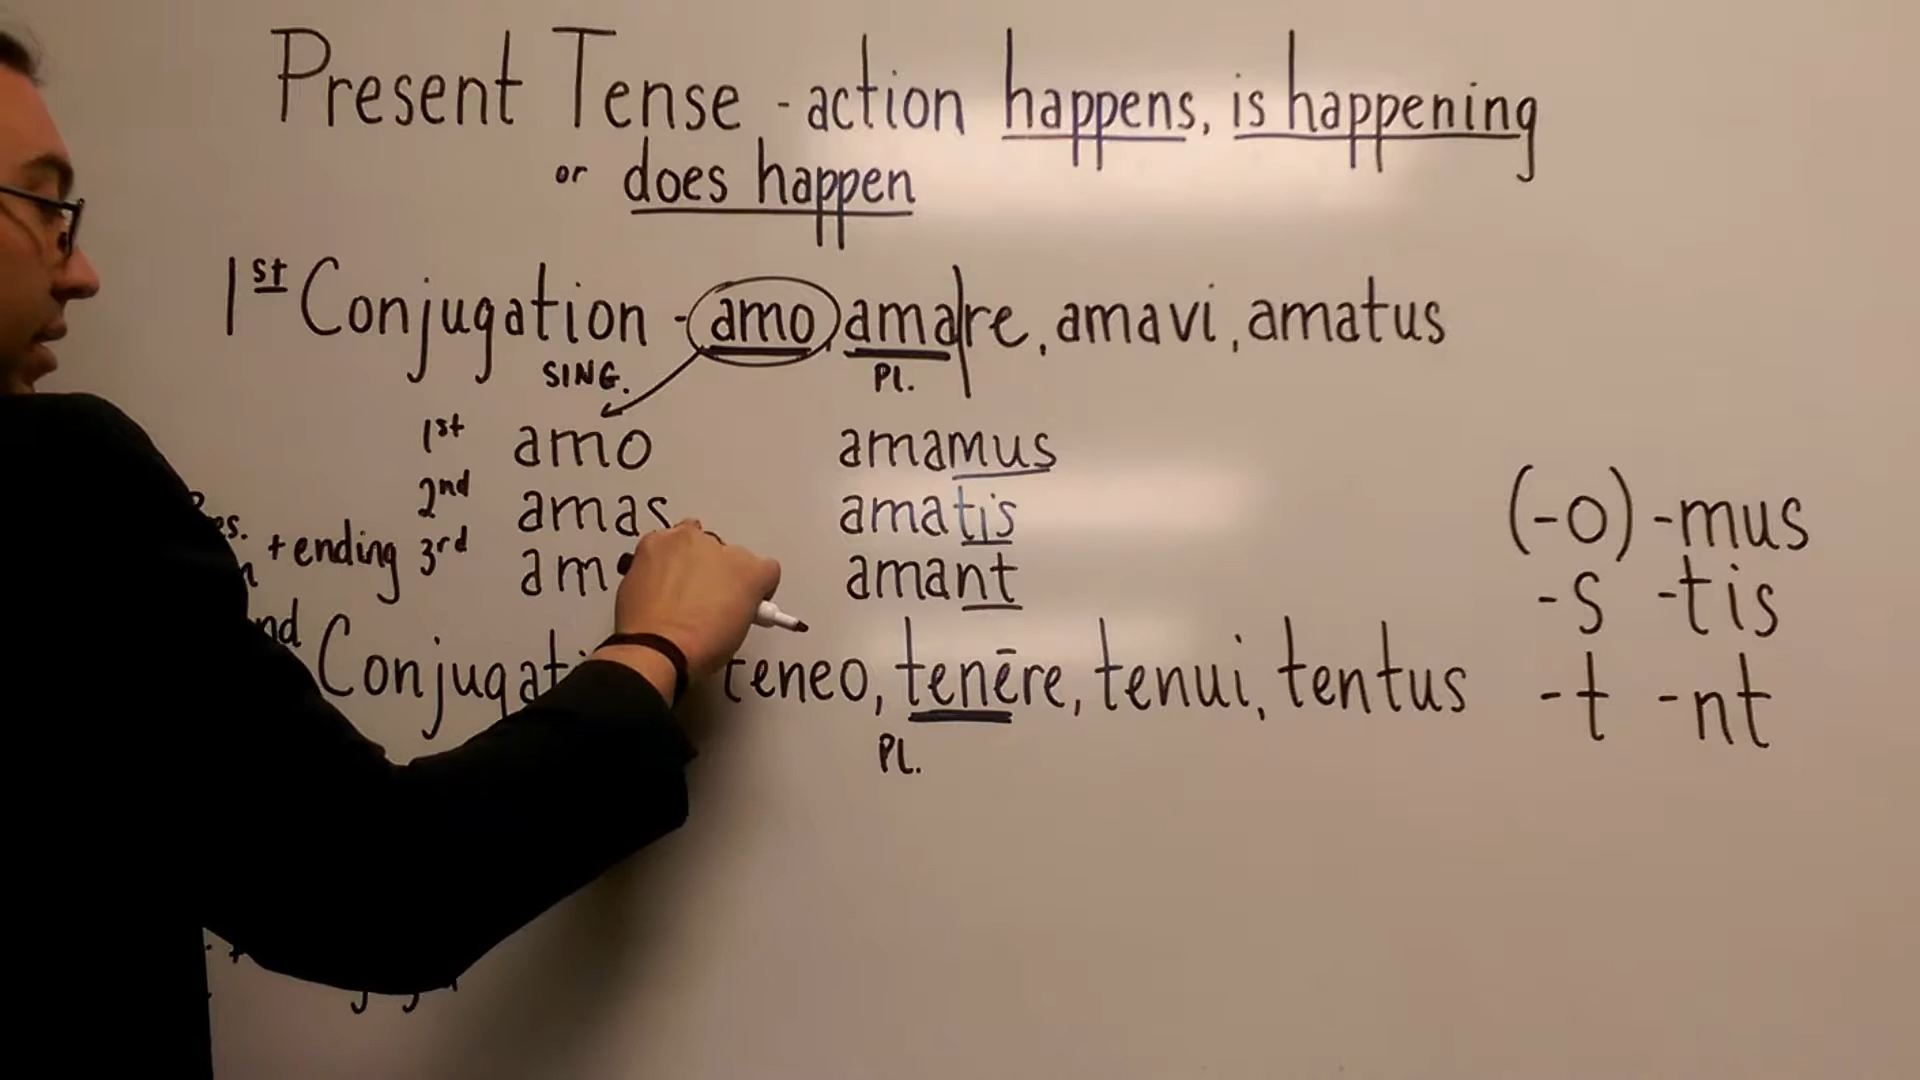 Present Tense - action happens, is happening
or does happen
1st Conjugation - amo, amare, amavi, amatus
SING. Pl.
1st amo amamus
2nd amas amatis
+ ending 3rd amant
(-o) -mus
-s -tis
-t -nt
Conjugati teneo, tenēre, tenui, tentus
Pl.